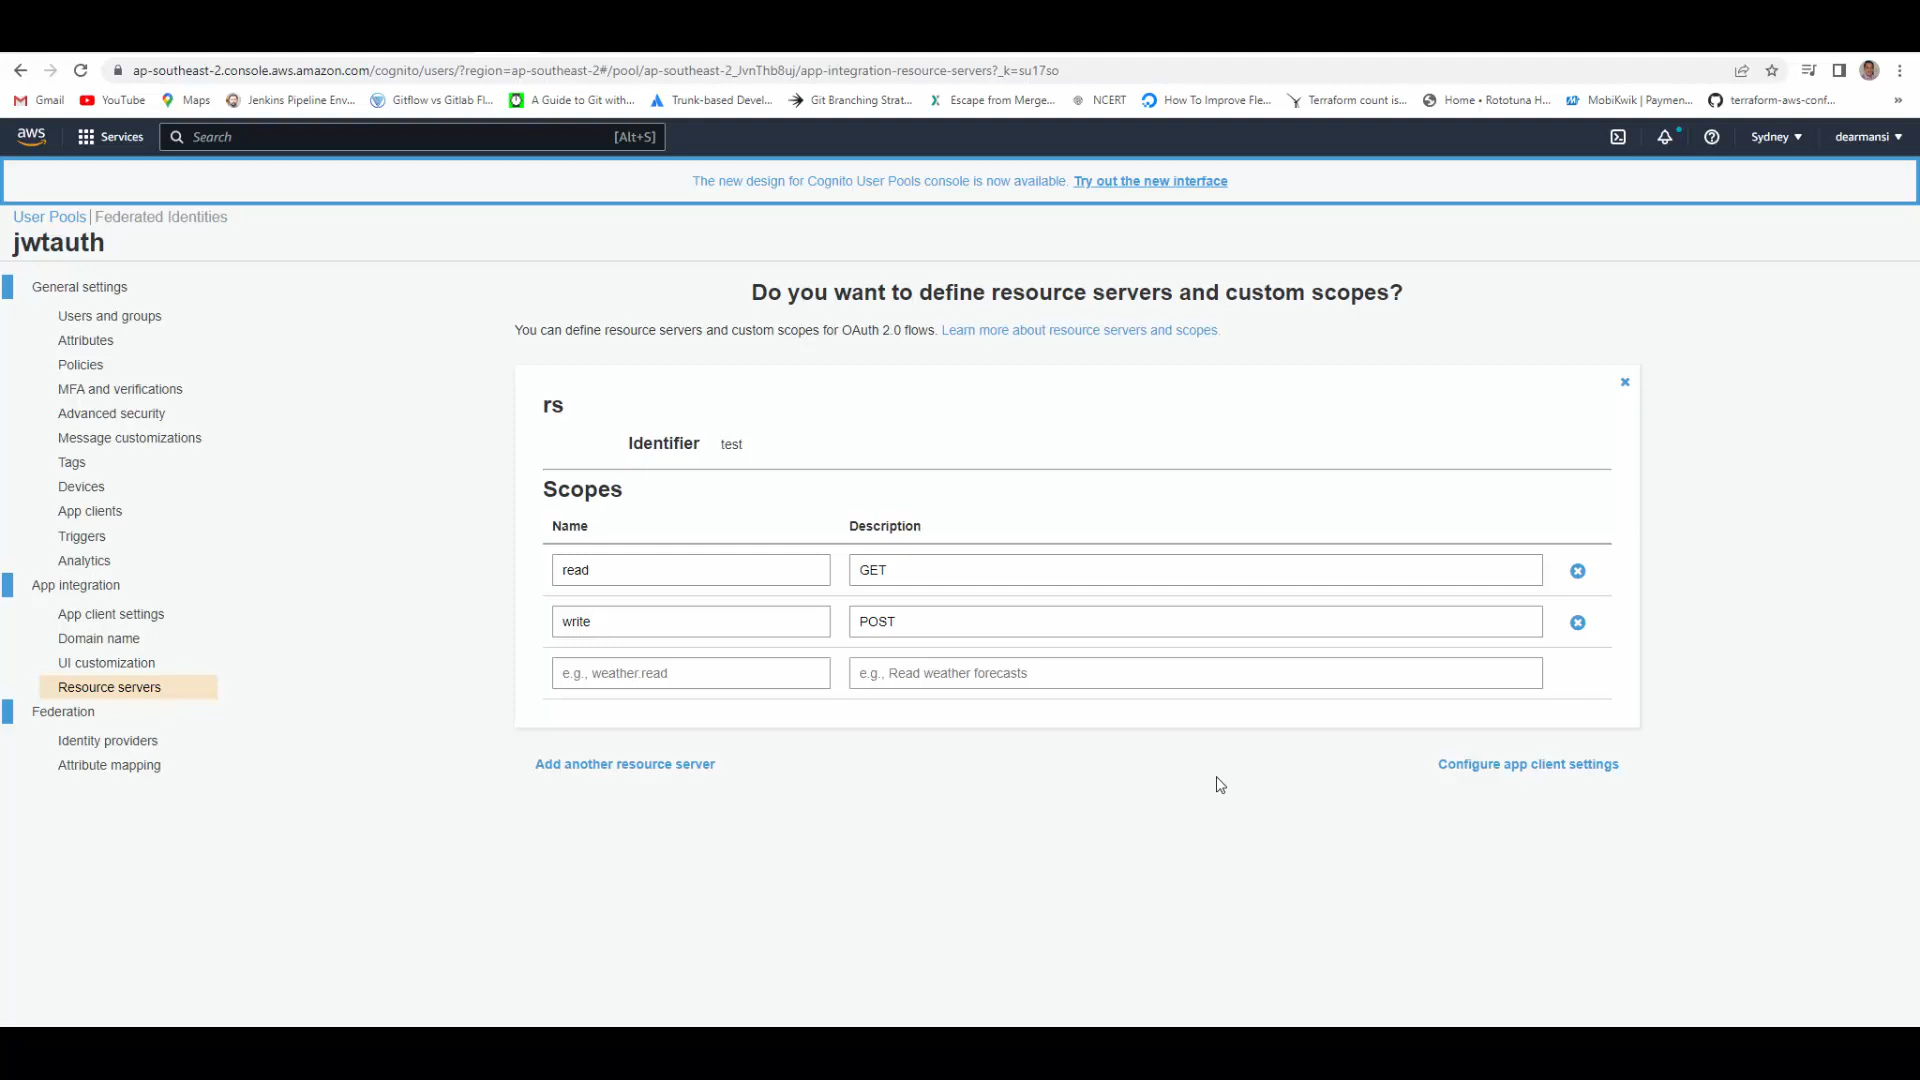 ap-southeast-2.console.aws.amazon.com/cognito/users/?region=ap-southeast-2#/pool/ap-southeast-2_JvnThb8uj/app-integration-resource-servers?_k=su17so
Gmail YouTube Maps Jenkins Pipeline Env... Gitflow vs Gitlab Fl... A Guide to Git with... Trunk-based Devel... Git Branching Strat... Escape from Merge... NCERT How To Improve Fle... Terraform count is... Home • Rototuna H... MobiKwik | Paymen... terraform-aws-conf... »
aws Services Search [Alt+S] Sydney dearmansi
The new design for Cognito User Pools console is now available. Try out the new interface
User Pools | Federated Identities
jwtauth
General settings
Users and groups
Attributes
Policies
MFA and verifications
Advanced security
Message customizations
Tags
Devices
App clients
Triggers
Analytics
App integration
App client settings
Domain name
UI customization
Resource servers
Federation
Identity providers
Attribute mapping
Do you want to define resource servers and custom scopes?
You can define resource servers and custom scopes for OAuth 2.0 flows. Learn more about resource servers and scopes.
rs
Identifier test
Scopes
Name Description
read GET
write POST
e.g., weather.read e.g., Read weather forecasts
Add another resource server Configure app client settings